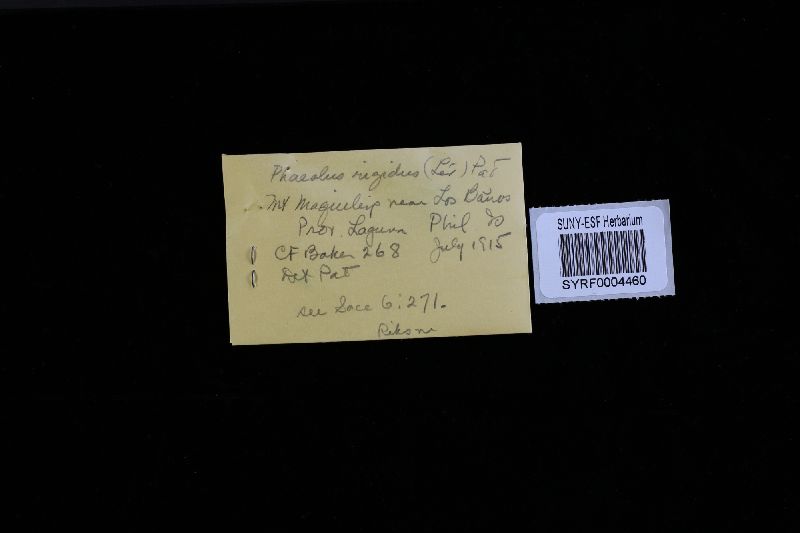 Phaeolus rigidus (Lév) Pat
Mt Maquiling near Los Baños
Prov. Laguna Phil Is
CF Baker 268 July 1915
Det Pat
see Sacc 6:271.
SUNY-ESF Herbarium
SYRF0004460